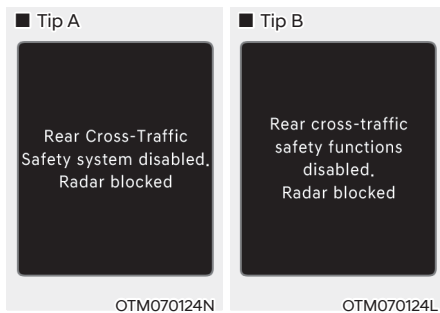 ■ Tip A
Rear Cross-Traffic
Safety system disabled.
Radar blocked
OTM070124N
■ Tip B
Rear cross-traffic
safety functions
disabled.
Radar blocked
OTM070124L